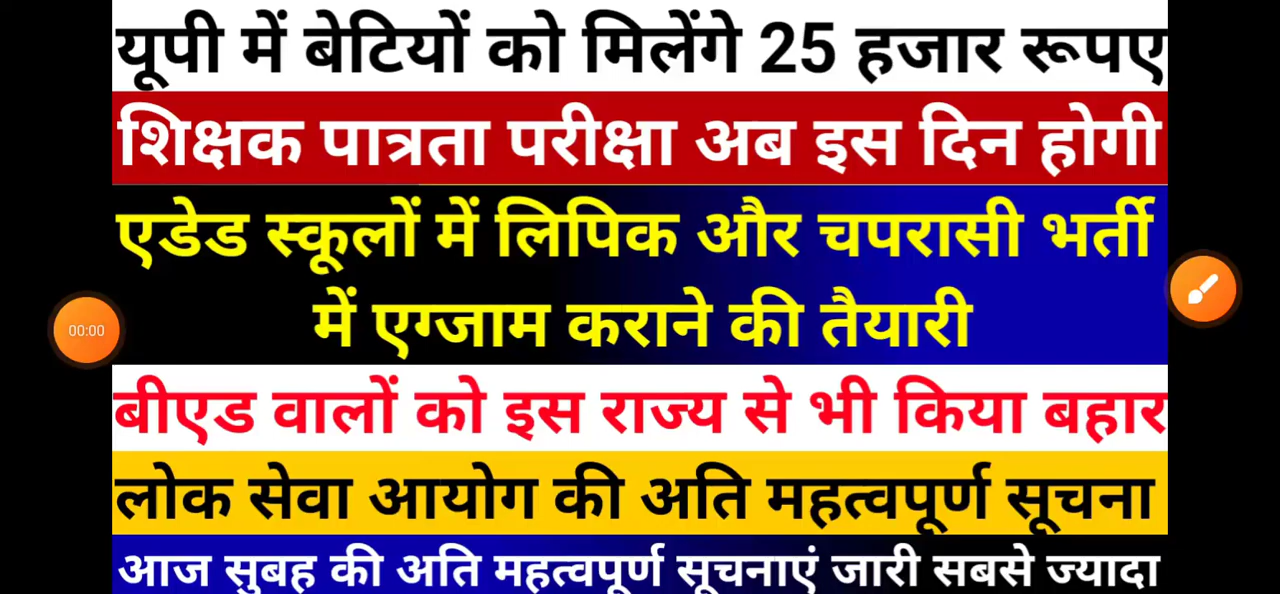 यूपी में बेटियों को मिलेंगे 25 हजार रूपए
शिक्षक पात्रता परीक्षा अब इस दिन होगी
एडेड स्कूलों में लिपिक और चपरासी भर्ती
में एग्जाम कराने की तैयारी
00:00
बीएड वालों को इस राज्य से भी किया बहार
लोक सेवा आयोग की अति महत्वपूर्ण सूचना
आज सुबह की अति महत्वपूर्ण सूचनाएं जारी सबसे ज्यादा